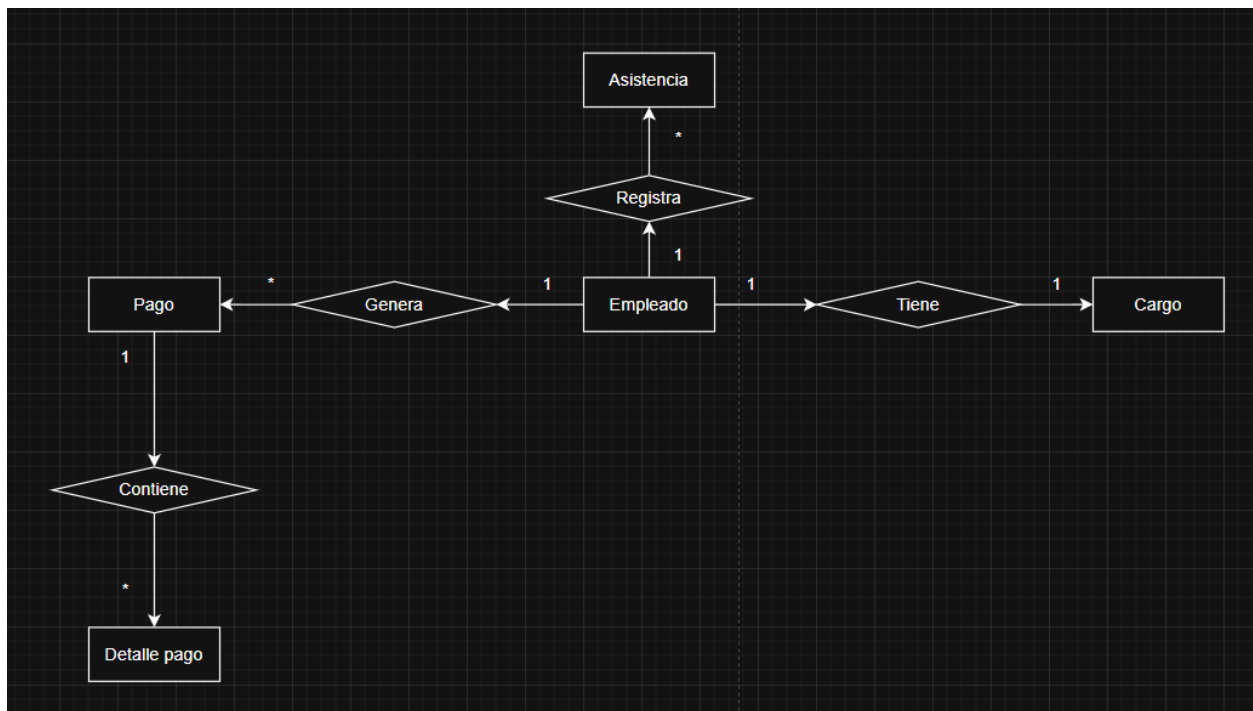 Asistencia
*
Registra
1
Pago
*
Genera
1
Empleado
1
Tiene
1
Cargo
1
Contiene
*
Detalle pago